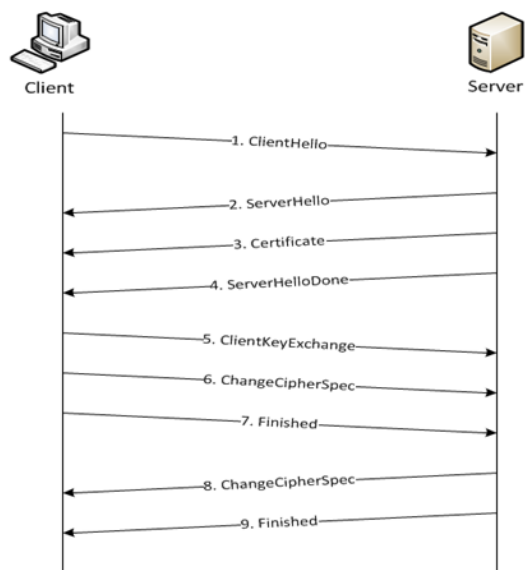 Client
Server
1. ClientHello
2. ServerHello
3. Certificate
4. ServerHelloDone
5. ClientKeyExchange
6. ChangeCipherSpec
7. Finished
8. ChangeCipherSpec
9. Finished